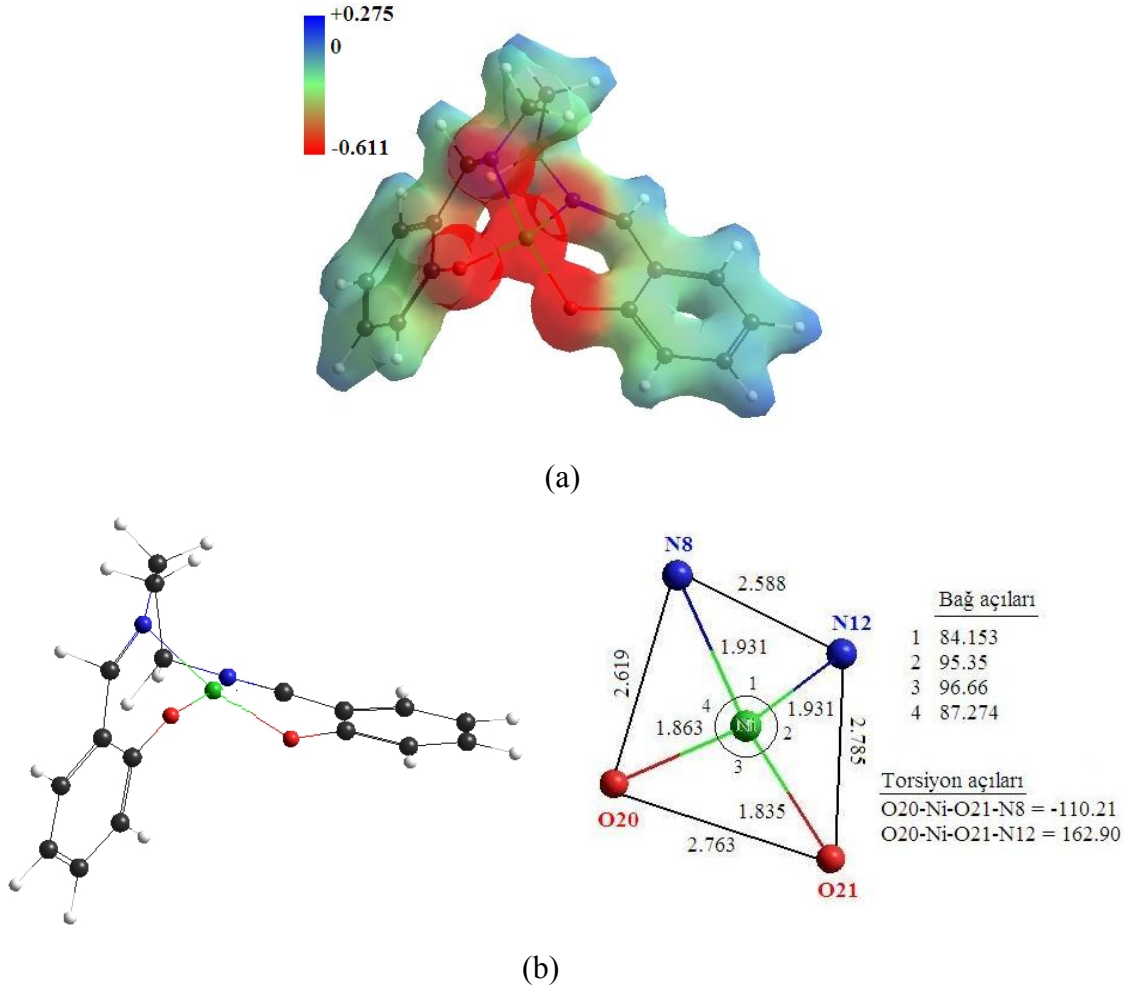 +0.275
0
-0.611
(a)
N8
2.588
N12
2.619
1.931
1
4
1.931
Ni
1.863
2
2.785
3
O20
1.835
2.763
O21
Bağ açıları
1 84.153
2 95.35
3 96.66
4 87.274
Torsiyon açıları
O20-Ni-O21-N8 = -110.21
O20-Ni-O21-N12 = 162.90
(b)